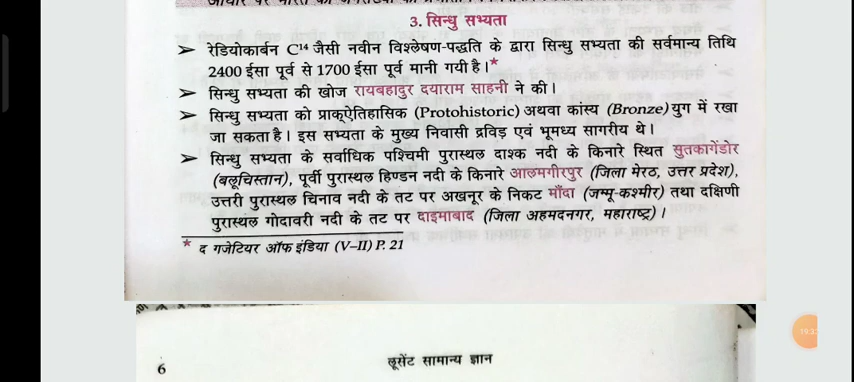 3. सिन्धु सभ्यता
➢ रेडियोकार्बन C¹⁴ जैसी नवीन विश्लेषण-पद्धति के द्वारा सिन्धु सभ्यता की सर्वमान्य तिथि
2400 ईसा पूर्व से 1700 ईसा पूर्व मानी गयी है।*
➢ सिन्धु सभ्यता की खोज रायबहादुर दयाराम साहनी ने की।
➢ सिन्धु सभ्यता को प्राक्ऐतिहासिक (Protohistoric) अथवा कांस्य (Bronze) युग में रखा
जा सकता है। इस सभ्यता के मुख्य निवासी द्रविड़ एवं भूमध्य सागरीय थे।
➢ सिन्धु सभ्यता के सर्वाधिक पश्चिमी पुरास्थल दाश्क नदी के किनारे स्थित सुतकागेंडोर
(बलूचिस्तान), पूर्वी पुरास्थल हिण्डन नदी के किनारे आलमगीरपुर (जिला मेरठ, उत्तर प्रदेश),
उत्तरी पुरास्थल चिनाव नदी के तट पर अखनूर के निकट माँदा (जम्मू-कश्मीर) तथा दक्षिणी
पुरास्थल गोदावरी नदी के तट पर दाइमाबाद (जिला अहमदनगर, महाराष्ट्र)।
* द गजेटियर ऑफ इंडिया (V–II) P. 21
6 लूसेंट सामान्य ज्ञान